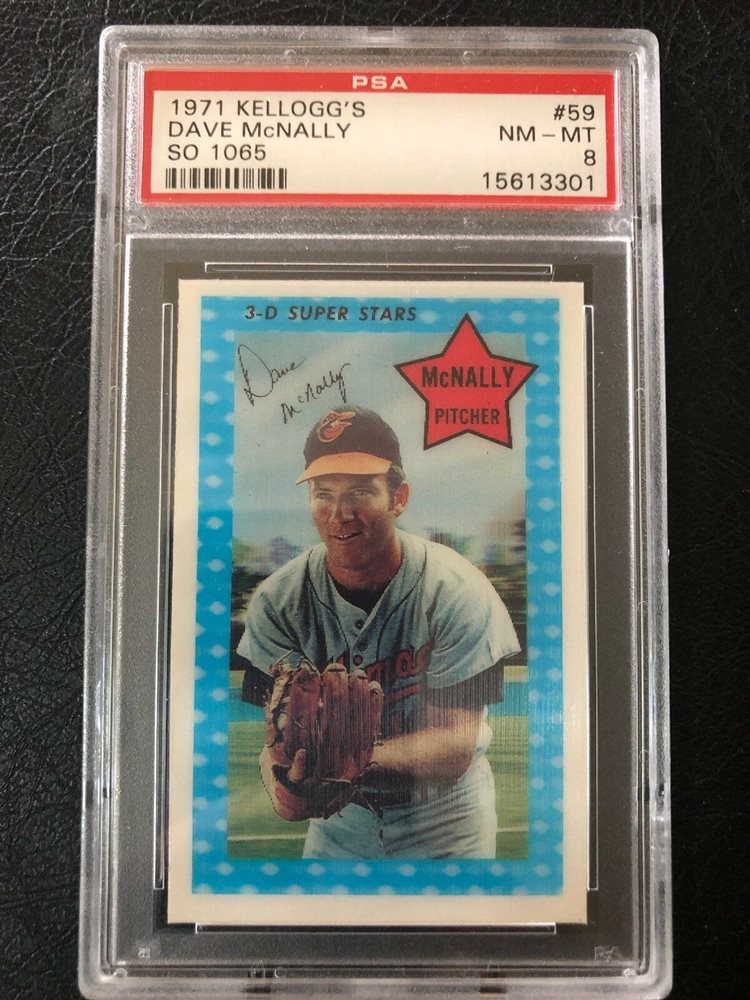 PSA
1971 KELLOGG'S #59
DAVE McNALLY NM-MT
SO 1065 8
15613301
3-D SUPER STARS
Dave
McNally
McNALLY
PITCHER